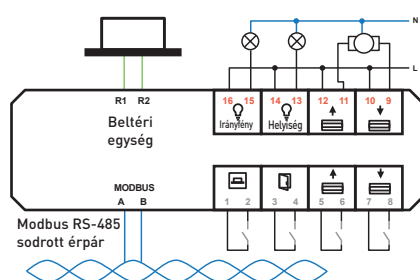 N
L
R1 R2
16 15 14 13 12 11 10 9
Irányfény Helyiség
Beltéri
egység
MODBUS
A B
1 2 3 4 5 6 7 8
Modbus RS-485
sodrott érpár